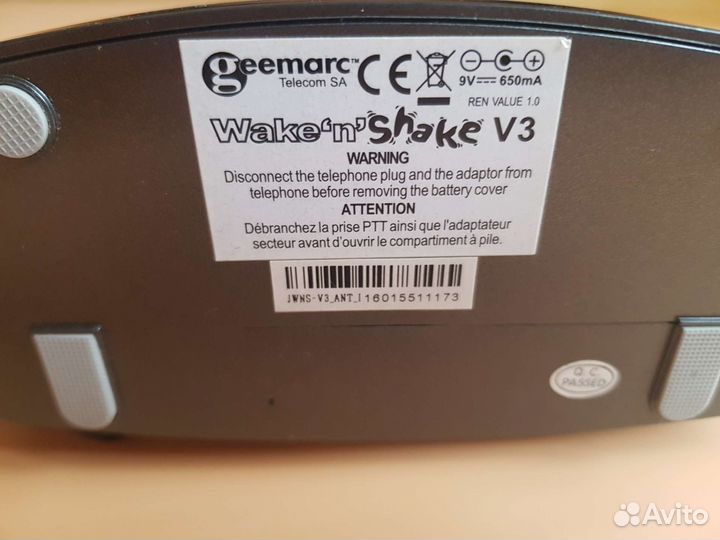 geemarc™
Telecom SA
CE
9V 650mA
REN VALUE 1.0
Wake‘n’Shake V3
WARNING
Disconnect the telephone plug and the adaptor from
telephone before removing the battery cover
ATTENTION
Débranchez la prise PTT ainsi que l'adaptateur
secteur avant d'ouvrir le compartiment à pile.
JWNS-V3_ANT_I16015511173
Q.C
PASSED
Avito